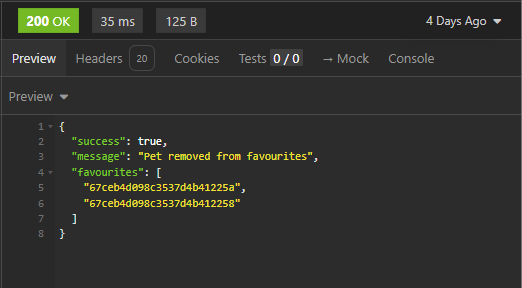 200 OK 35 ms 125 B 4 Days Ago
Preview Headers 20 Cookies Tests 0 / 0 → Mock Console
Preview
1 {
2 "success": true,
3 "message": "Pet removed from favourites",
4 "favourites": [
5 "67ceb4d098c3537d4b41225a",
6 "67ceb4d098c3537d4b412258"
7 ]
8 }